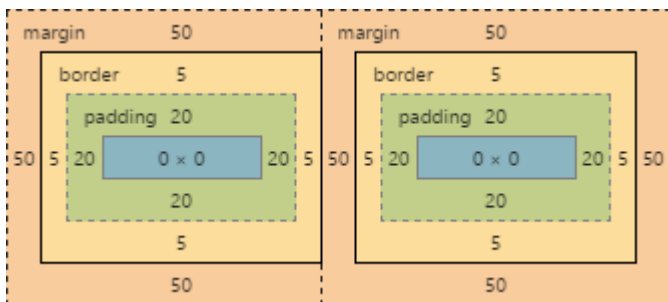 margin 50 margin 50
border 5 border 5
padding 20 padding 20
50 5 20 0 × 0 20 5 50 5 20 0 × 0 20 5 50
20 20
5 5
50 50